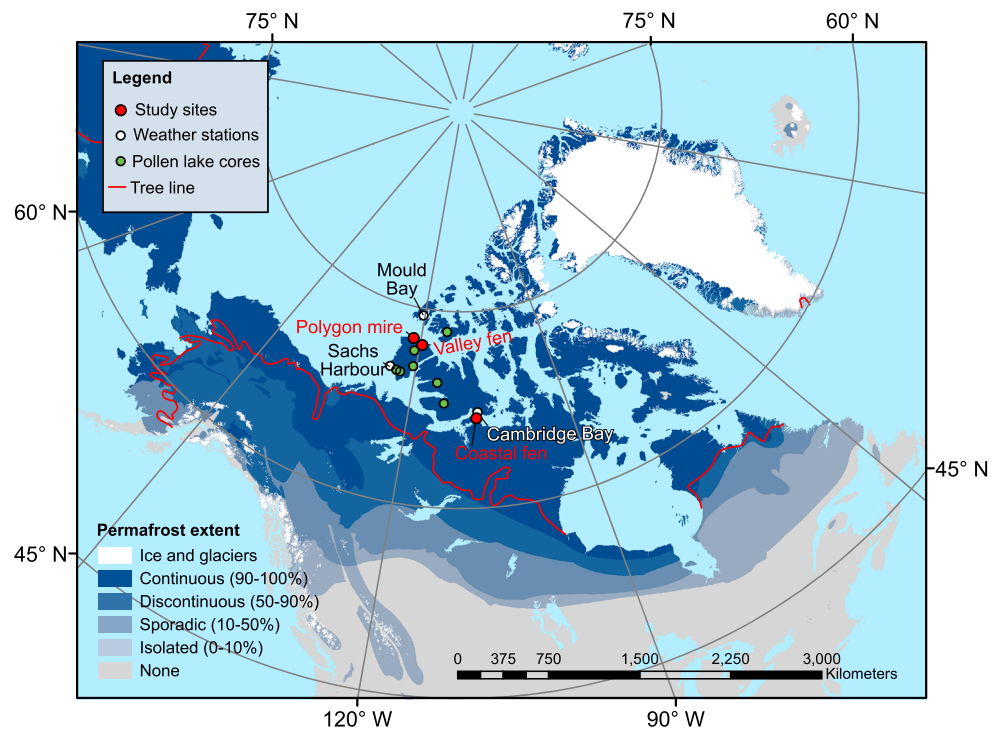 75° N
75° N
60° N
Legend
Study sites
Weather stations
Pollen lake cores
Tree line
60° N
Mould
Bay
Polygon mire
Valley fen
Sachs
Harbour
Cambridge Bay
Coastal fen
45° N
45° N
Permafrost extent
Ice and glaciers
Continuous (90-100%)
Discontinuous (50-90%)
Sporadic (10-50%)
Isolated (0-10%)
None
0 375 750 1,500 2,250 3,000
Kilometers
120° W
90° W